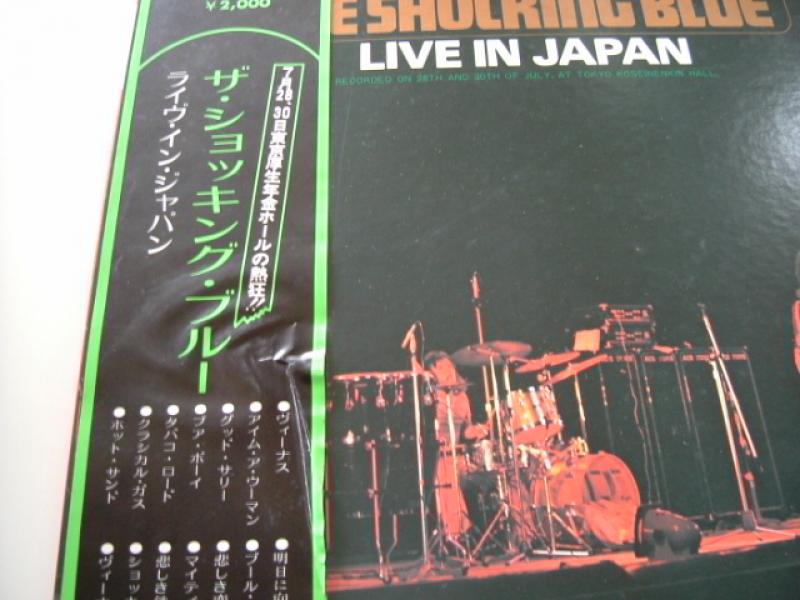 ￥2,000
E SHOCKING BLUE
LIVE IN JAPAN
RECORDED ON 28TH AND 30TH OF JULY, AT TOKYO KOSEINENKIN HALL.
7月28、30日東京厚生年金ホールの熱狂!!
ザ・ショッキング・ブルー
ライヴ・イン・ジャパン
●ヴィーナス
●アイム・ア・ウーマン
●グッド・サリー
●プア・ボーイ
●タバコ・ロード
●クラシカル・ガス
●ホット・サンド
●明日に
●ブール・
●悲しき
●マイティ
●悲しき鉄
●ショッ
●ヴィー